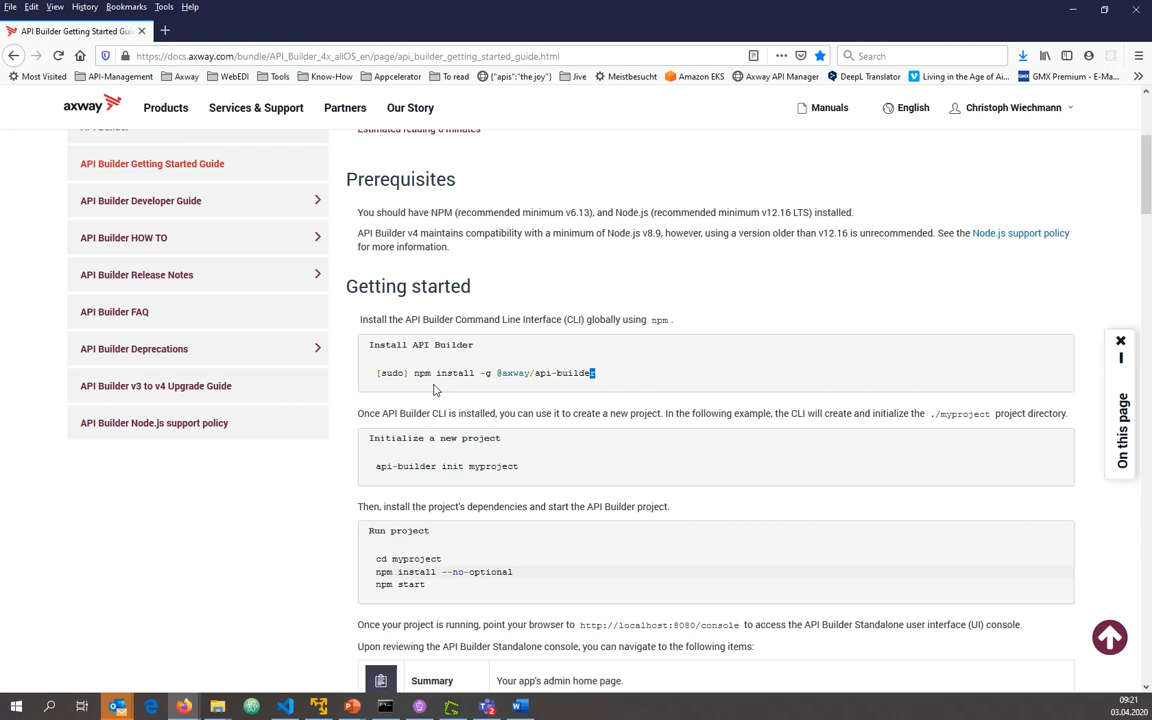 File Edit View History Bookmarks Tools Help
API Builder Getting Started Gui
https://docs.axway.com/bundle/API_Builder_4x_allOS_en/page/api_builder_getting_started_guide.html
Search
Most Visited API-Management Axway WebEDI Tools Know-How Appcelerator To read {"apis":"the joy"} Jive Meistbesucht Amazon EKS Axway API Manager DeepL Translator Living in the Age of Ai... GMX Premium - E-Ma...
axway Products Services & Support Partners Our Story Manuals English Christoph Wiechmann
API Builder
API Builder Getting Started Guide
API Builder Developer Guide
API Builder HOW TO
API Builder Release Notes
API Builder FAQ
API Builder Deprecations
API Builder v3 to v4 Upgrade Guide
API Builder Node.js support policy
Estimated reading 6 minutes
Prerequisites
You should have NPM (recommended minimum v6.13), and Node.js (recommended minimum v12.16 LTS) installed.
API Builder v4 maintains compatibility with a minimum of Node.js v8.9, however, using a version older than v12.16 is unrecommended. See the Node.js support policy
for more information.
Getting started
Install the API Builder Command Line Interface (CLI) globally using npm .
Install API Builder
[sudo] npm install -g @axway/api-builder
Once API Builder CLI is installed, you can use it to create a new project. In the following example, the CLI will create and initialize the ./myproject project directory.
Initialize a new project
api-builder init myproject
Then, install the project's dependencies and start the API Builder project.
Run project
cd myproject
npm install --no-optional
npm start
Once your project is running, point your browser to http://localhost:8080/console to access the API Builder Standalone user interface (UI) console.
Upon reviewing the API Builder Standalone console, you can navigate to the following items:
Summary Your app's admin home page.
On this page
09:21
03.04.2020